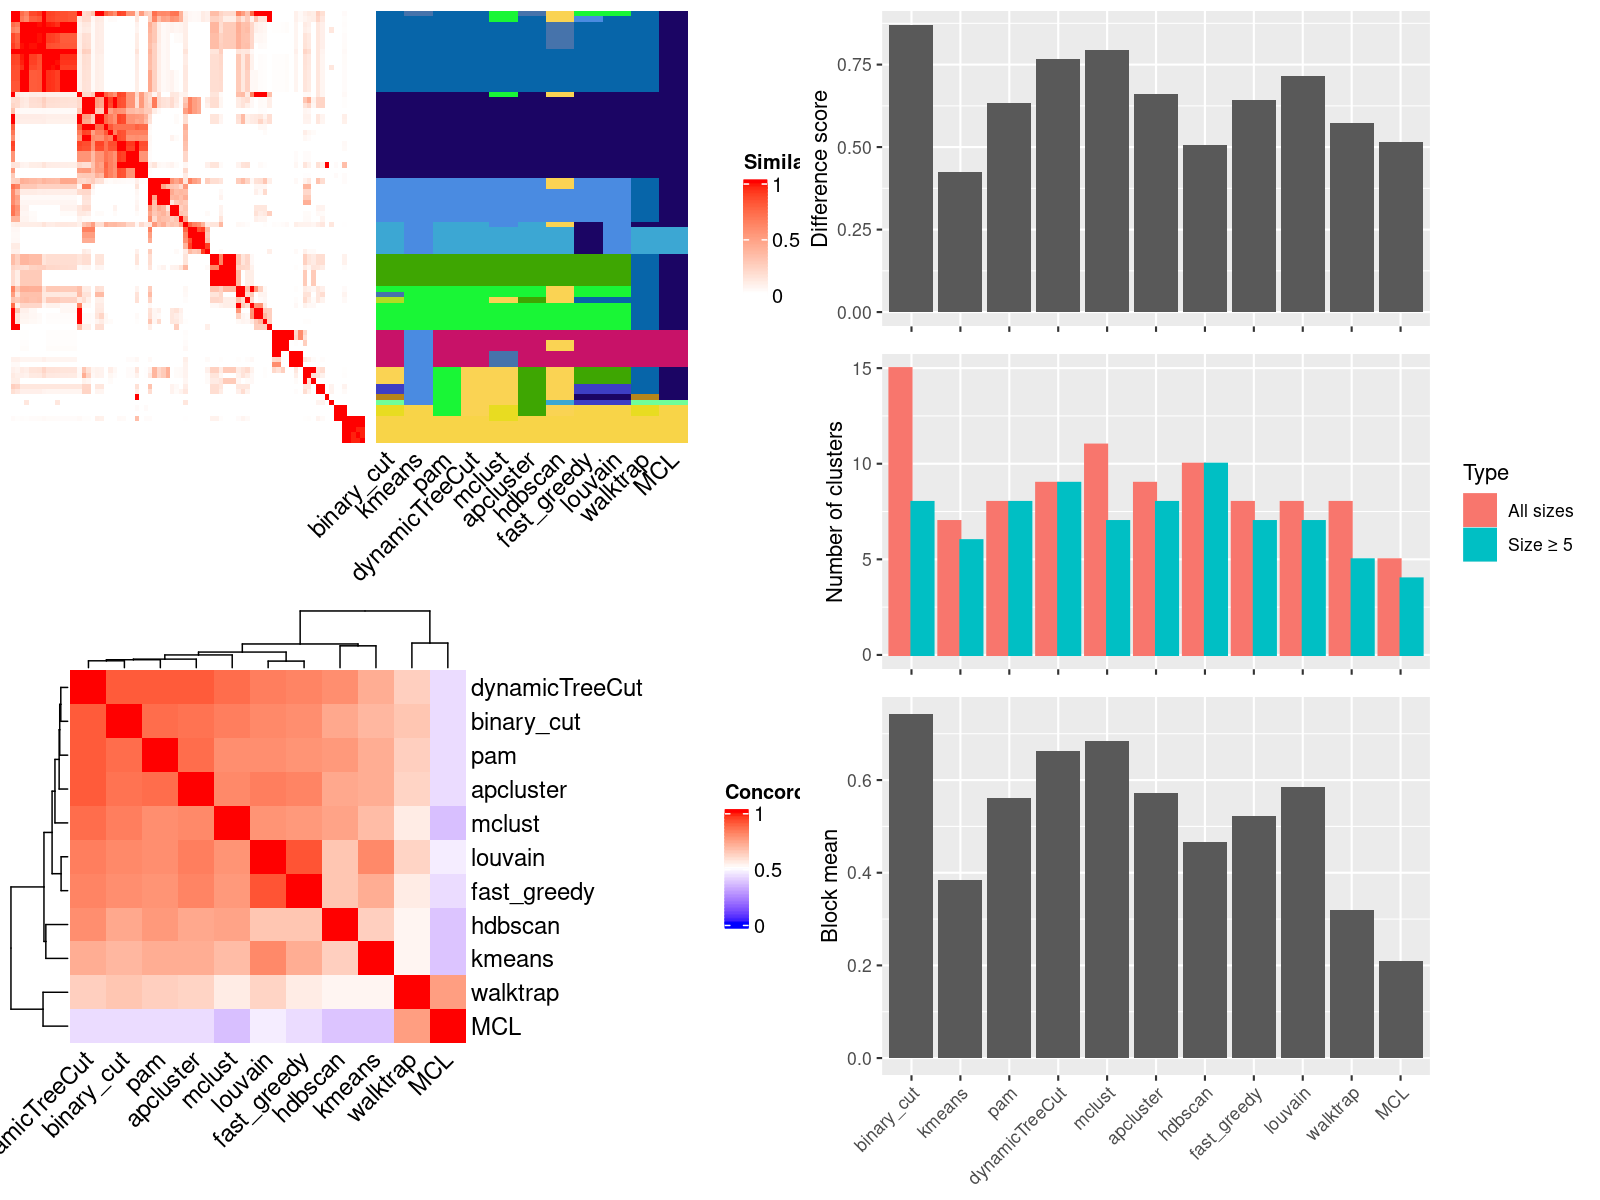 Simila
1
0.5
0
binary_cut
kmeans
pam
dynamicTreeCut
mclust
apcluster
hdbscan
fast_greedy
louvain
walktrap
MCL
dynamicTreeCut
binary_cut
pam
apcluster
mclust
louvain
fast_greedy
hdbscan
kmeans
walktrap
MCL
Concord
1
0.5
0
amicTreeCut
binary_cut
pam
apcluster
mclust
louvain
fast_greedy
hdbscan
kmeans
walktrap
MCL
Difference score
0.75
0.50
0.25
0.00
Number of clusters
15
10
5
0
Type
All sizes
Size ≥ 5
Block mean
0.6
0.4
0.2
0.0
binary_cut
kmeans
pam
dynamicTreeCut
mclust
apcluster
hdbscan
fast_greedy
louvain
walktrap
MCL